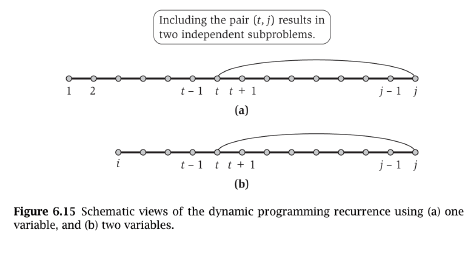 Including the pair (t, j) results in
two independent subproblems.
1 2 t − 1 t t + 1 j − 1 j
(a)
i t − 1 t t + 1 j − 1 j
(b)
Figure 6.15 Schematic views of the dynamic programming recurrence using (a) one
variable, and (b) two variables.